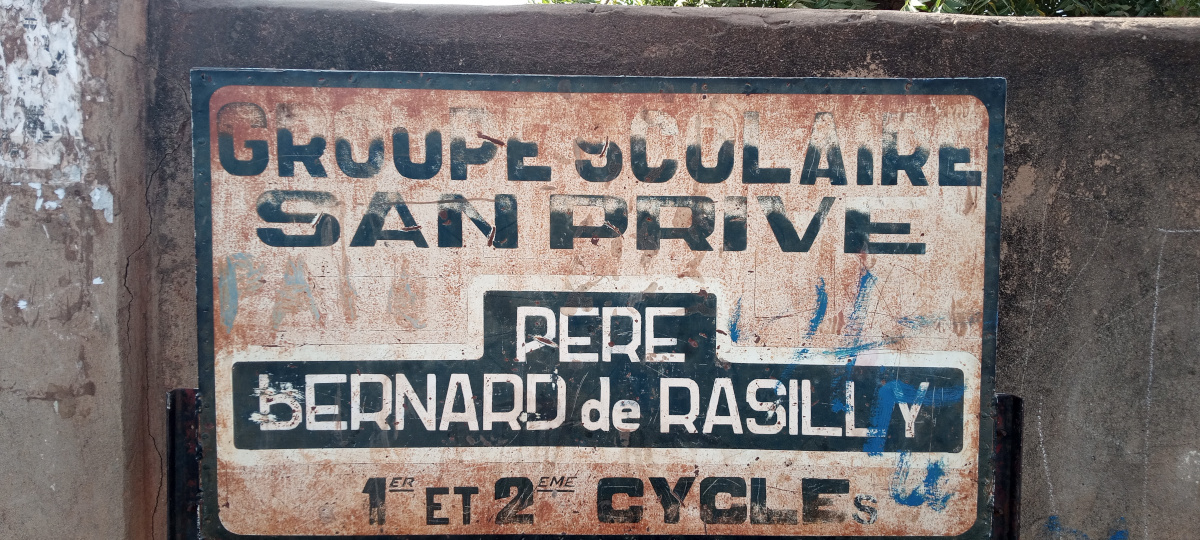 GROUPE SCOLAIRE
SAN PRIVE
PERE
BERNARD de RASILLY
1ER ET 2EME CYCLEs